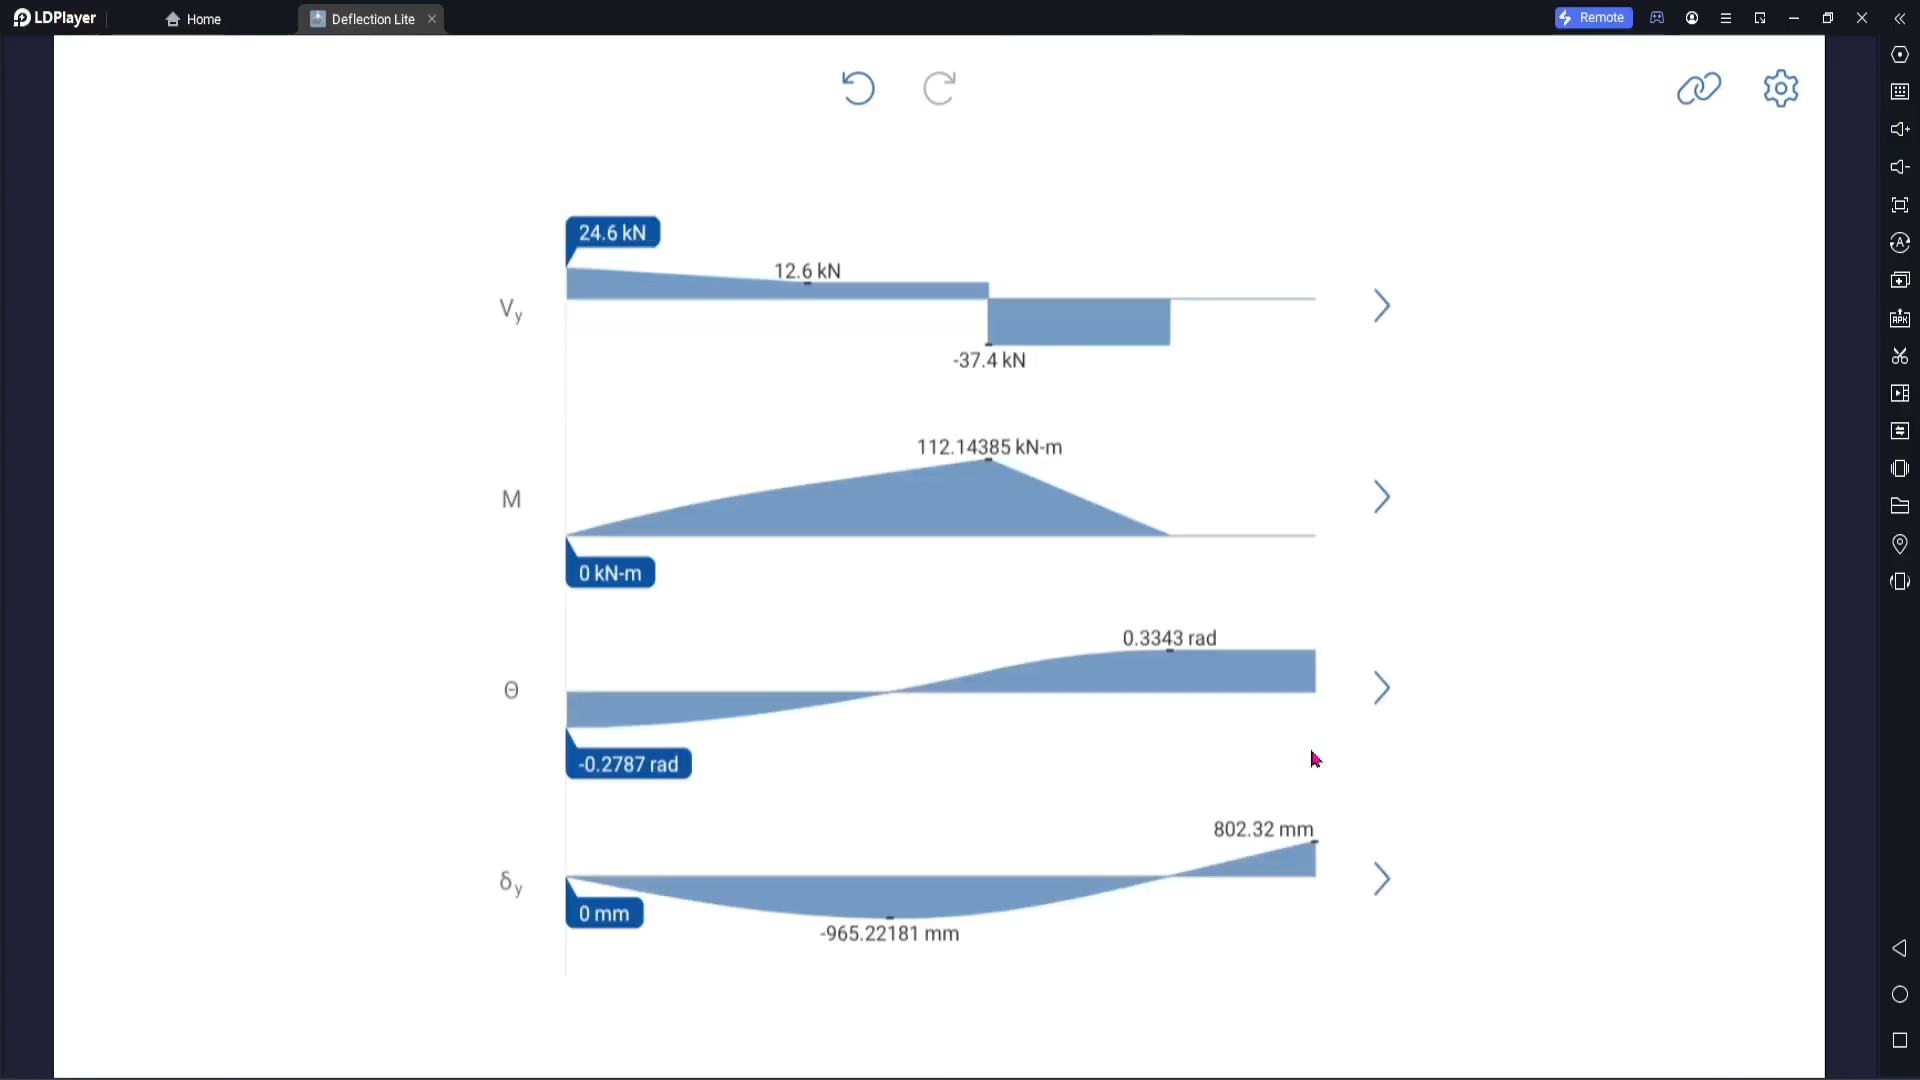 LDPlayer
Home
Deflection Lite
Remote
24.6 kN
12.6 kN
Vy
-37.4 kN
112.14385 kN-m
M
0 kN-m
0.3343 rad
Θ
-0.2787 rad
802.32 mm
δy
0 mm
-965.22181 mm
A
APK